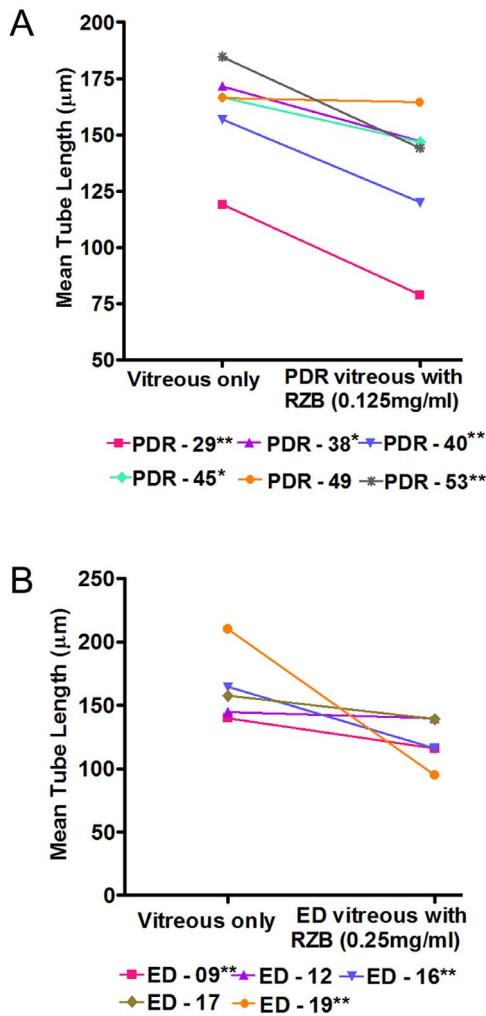 A
200
175
150
125
100
75
50
Mean Tube Length (μm)
Vitreous only PDR vitreous with
RZB (0.125mg/ml)
PDR - 29** PDR - 38* PDR - 40**
PDR - 45* PDR - 49 PDR - 53**
B
250
200
150
100
50
0
Mean Tube Length (μm)
Vitreous only ED vitreous with
RZB (0.25mg/ml)
ED - 09** ED - 12 ED - 16**
ED - 17 ED - 19**